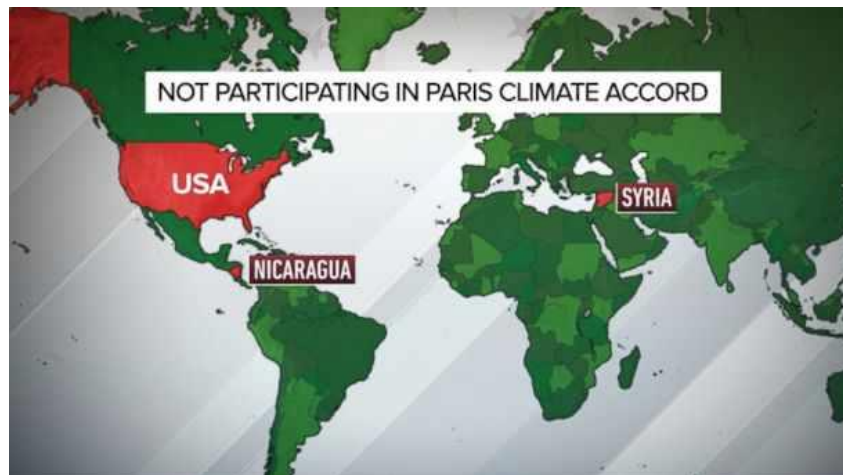 NOT PARTICIPATING IN PARIS CLIMATE ACCORD
USA
SYRIA
NICARAGUA